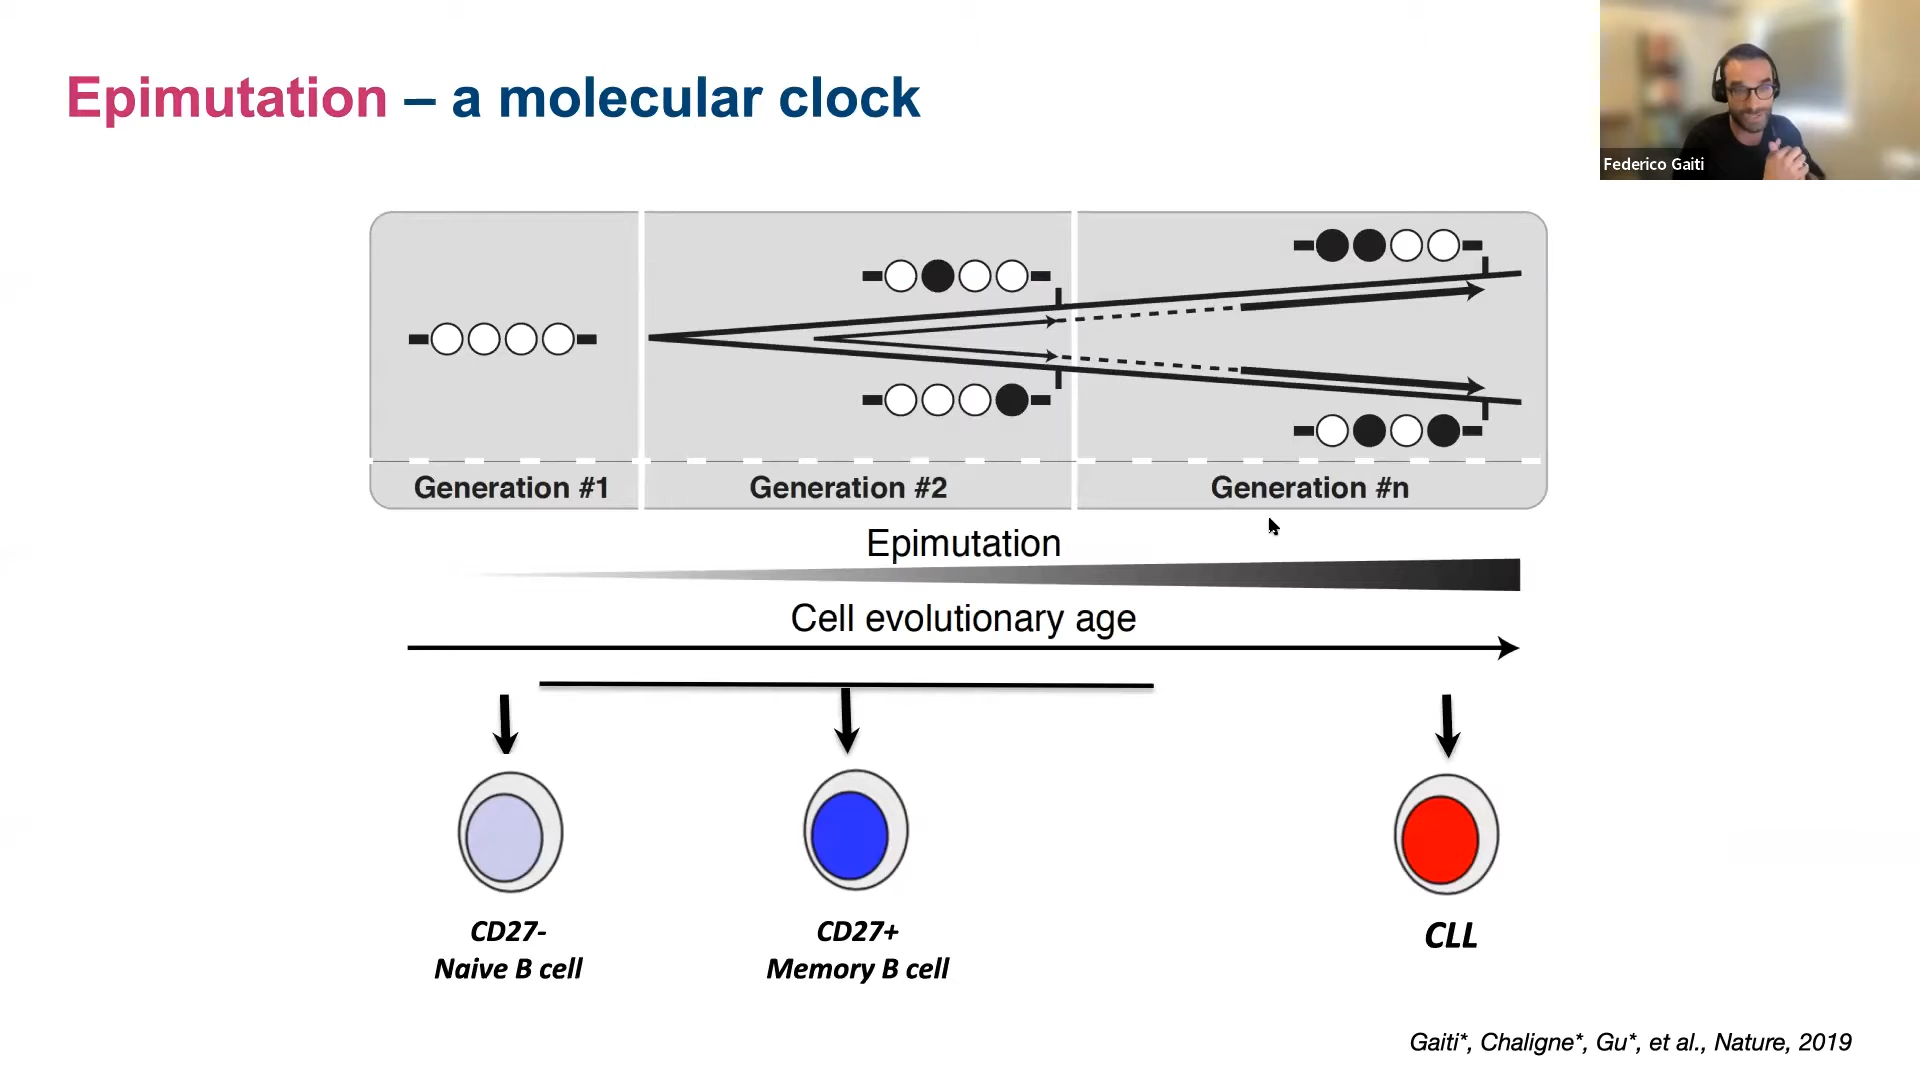 Epimutation – a molecular clock
Federico Gaiti
Generation #1
Generation #2
Generation #n
Epimutation
Cell evolutionary age
CD27-
Naive B cell
CD27+
Memory B cell
CLL
Gaiti*, Chaligne*, Gu*, et al., Nature, 2019